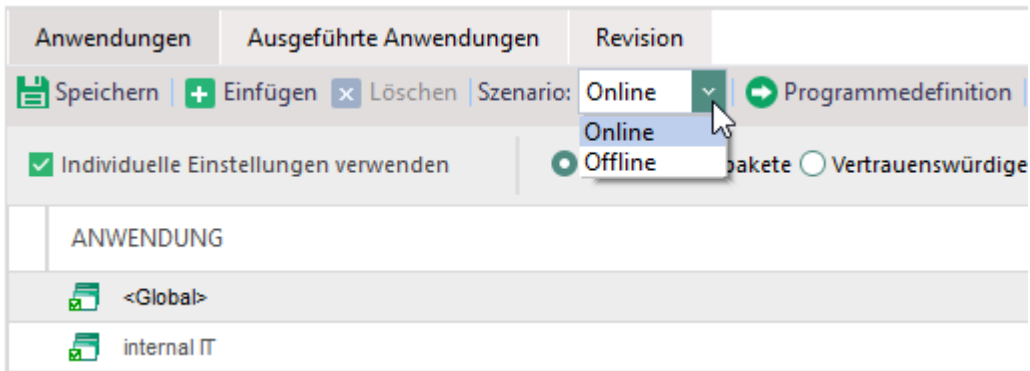 Anwendungen Ausgeführte Anwendungen Revision
Speichern Einfügen Löschen Szenario: Online Programmedefinition
Online
Individuelle Einstellungen verwenden Offline Vertrauenswürdige
ANWENDUNG
<Global>
internal IT